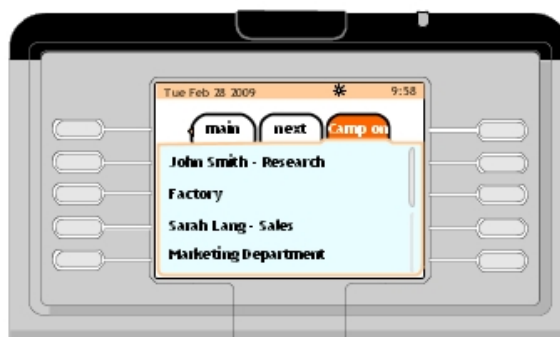 Tue Feb 28 2009 9:58
main next Camp on
John Smith - Research
Factory
Sarah Lang - Sales
Marketing Department